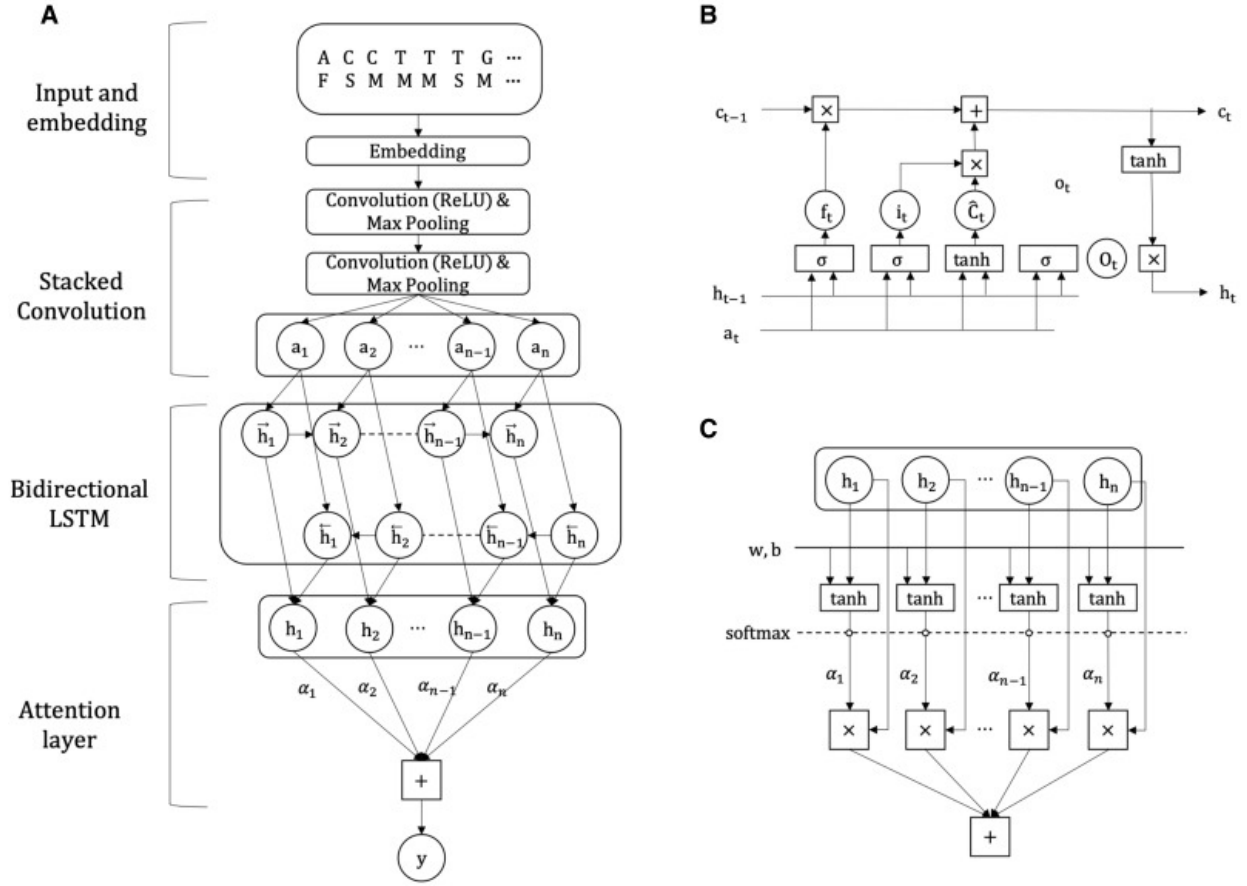 A
A C C T T T G ...
F S M M M S M ...
Input and
embedding
Embedding
Convolution (ReLU) &
Max Pooling
Stacked
Convolution
Convolution (ReLU) &
Max Pooling
a₁ a₂ ... aₙ₋₁ aₙ
h⃗₁ h⃗₂ h⃗ₙ₋₁ h⃗ₙ
Bidirectional
LSTM
h⃖₁ h⃖₂ h⃖ₙ₋₁ h⃖ₙ
h₁ h₂ ... hₙ₋₁ hₙ
α₁ α₂ αₙ₋₁ αₙ
Attention
layer
+
y
B
cₜ₋₁ × + cₜ
× tanh
oₜ
fₜ iₜ Ĉₜ
σ σ tanh σ Oₜ ×
hₜ₋₁ hₜ
aₜ
C
h₁ h₂ ... hₙ₋₁ hₙ
w, b
tanh tanh ... tanh tanh
softmax
α₁ α₂ αₙ₋₁ αₙ
× × ... × ×
+